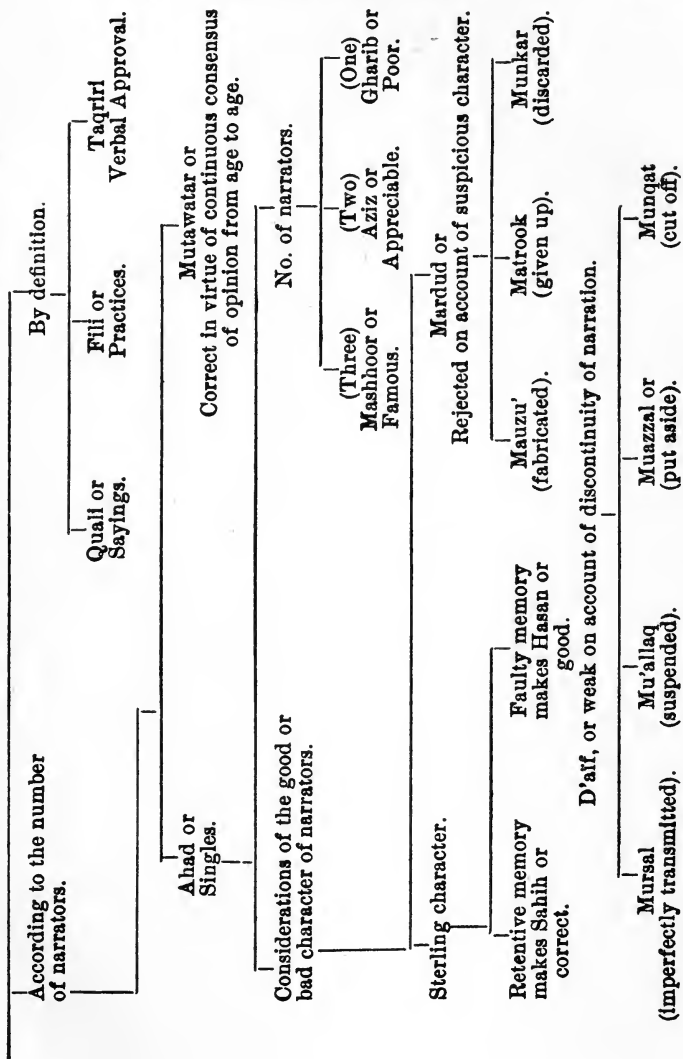 By definition.
Quali or
Sayings.
Fili or
Practices.
Taqriri
Verbal Approval.
According to the number
of narrators.
Ahad or
Singles.
Mutawatar or
Correct in virtue of continuous consensus
of opinion from age to age.
Considerations of the good or
bad character of narrators.
No. of narrators.
(Three)
Mashhoor or
Famous.
(Two)
Aziz or
Appreciable.
(One)
Gharib or
Poor.
Sterling character.
Mardud or
Rejected on account of suspicious character.
Retentive memory
makes Sahih or
correct.
Faulty memory
makes Hasan or
good.
Mauzu'
(fabricated).
Matrook
(given up).
Munkar
(discarded).
D'aïf, or weak on account of discontinuity of narration.
Mursal
(imperfectly transmitted).
Mu'allaq
(suspended).
Muazzal or
(put aside).
Munqat
(cut off).